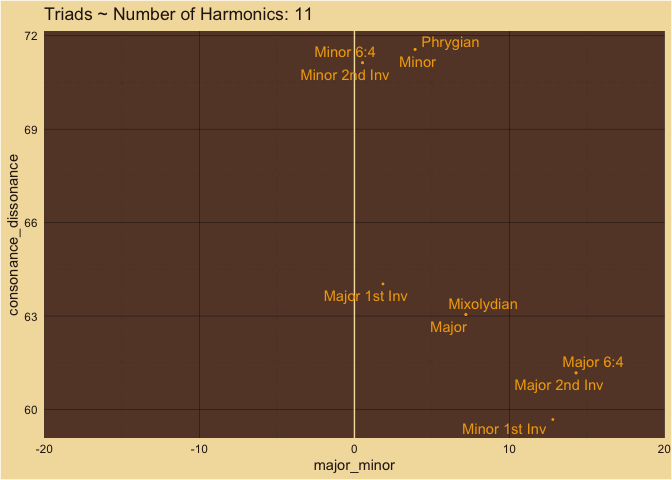 Triads ~ Number of Harmonics: 11
72
69
66
63
60
consonance_dissonance
Phrygian
Minor 6:4
Minor
Minor 2nd Inv
Major 1st Inv
Mixolydian
Major
Major 6:4
Major 2nd Inv
Minor 1st Inv
-20 -10 0 10 20
major_minor